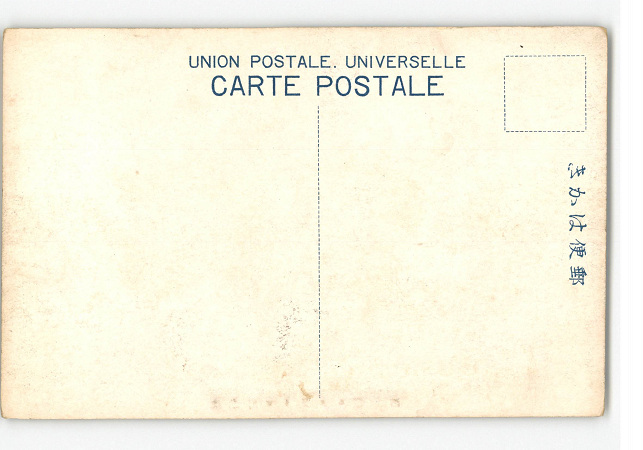 UNION POSTALE. UNIVERSELLE
CARTE POSTALE
きかは便郵